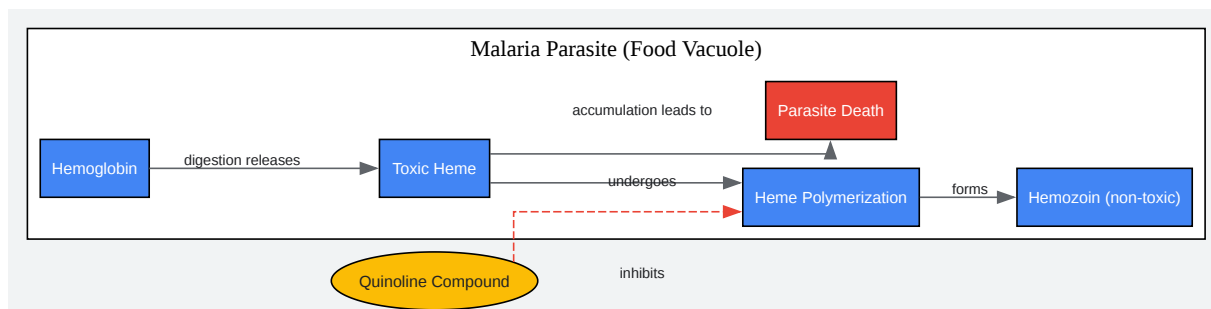 Malaria Parasite (Food Vacuole)
accumulation leads to
Parasite Death
Hemoglobin
digestion releases
Toxic Heme
undergoes
Heme Polymerization
forms
Hemozoin (non-toxic)
Quinoline Compound
inhibits